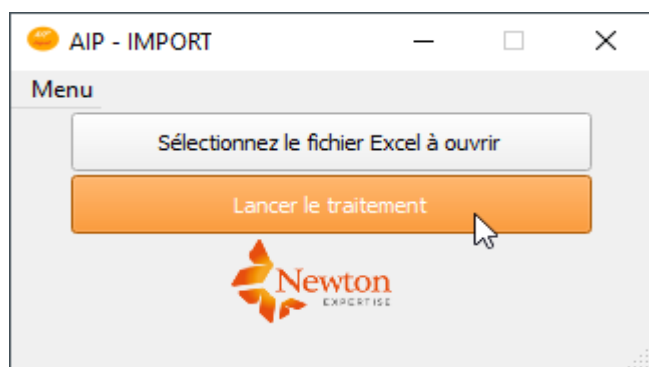 AIP - IMPORT
Menu
Sélectionnez le fichier Excel à ouvrir
Lancer le traitement
Newton
EXPERTISE